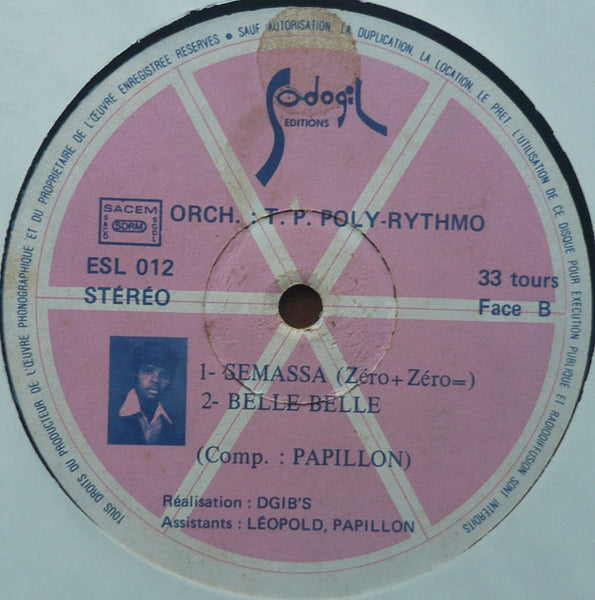 TOUS DROITS DU PRODUCTEUR DE L'ŒUVRE PHONOGRAPHIQUE ET DU PROPRIETAIRE DE L'ŒUVRE ENREGISTREE RESERVES • SAUF AUTORISATION, LA DUPLICATION, LA LOCATION, LE PRET, L'UTILISATION DE CE DISQUE POUR EXECUTION PUBLIQUE ET RADIODIFFUSION SONT INTERDITS
Sodogil
EDITIONS
SACEM
SACD
SDRM
SGDL
ORCH. : T. P. POLY-RYTHMO
ESL 012
STÉRÉO
33 tours
Face B
1- SEMASSA (Zéro+Zéro=)
2- BELLE BELLE
(Comp. : PAPILLON)
Réalisation : DGIB'S
Assistants : LÉOPOLD, PAPILLON